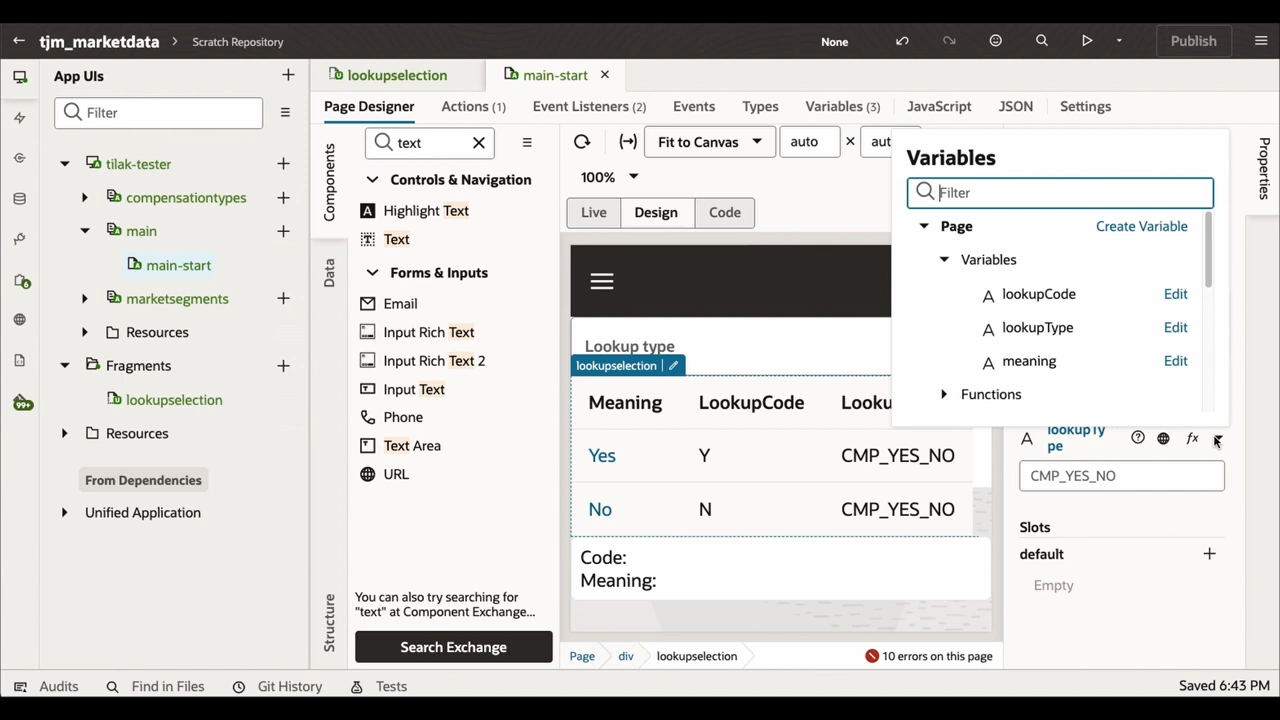 tjm_marketdata > Scratch Repository
None
Publish
App UIs
Filter
tilak-tester
compensationtypes
main
main-start
marketsegments
Resources
Fragments
lookupselection
Resources
From Dependencies
Unified Application
lookupselection
main-start
Page Designer Actions (1) Event Listeners (2) Events Types Variables (3) JavaScript JSON Settings
Components
Data
Structure
text
Controls & Navigation
Highlight Text
Text
Forms & Inputs
Email
Input Rich Text
Input Rich Text 2
Input Text
Phone
Text Area
URL
You can also try searching for
"text" at Component Exchange...
Search Exchange
Fit to Canvas
auto × aut
100%
Live Design Code
Lookup type
lookupselection
Meaning LookupCode Looku
Yes Y CMP_YES_NO
No N CMP_YES_NO
Code:
Meaning:
Page div lookupselection
10 errors on this page
Variables
Filter
Page Create Variable
Variables
lookupCode Edit
lookupType Edit
meaning Edit
Functions
lookupTy
pe
fx
CMP_YES_NO
Slots
default
Empty
Properties
Audits Find in Files Git History Tests
Saved 6:43 PM
99+